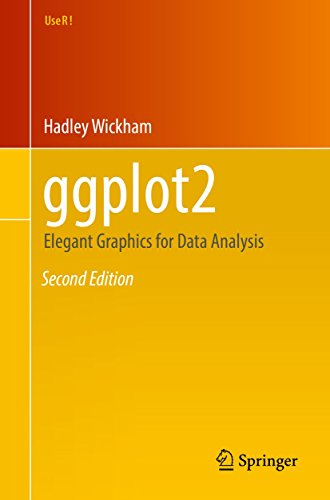 Use R !
Hadley Wickham
ggplot2
Elegant Graphics for Data Analysis
Second Edition
Springer